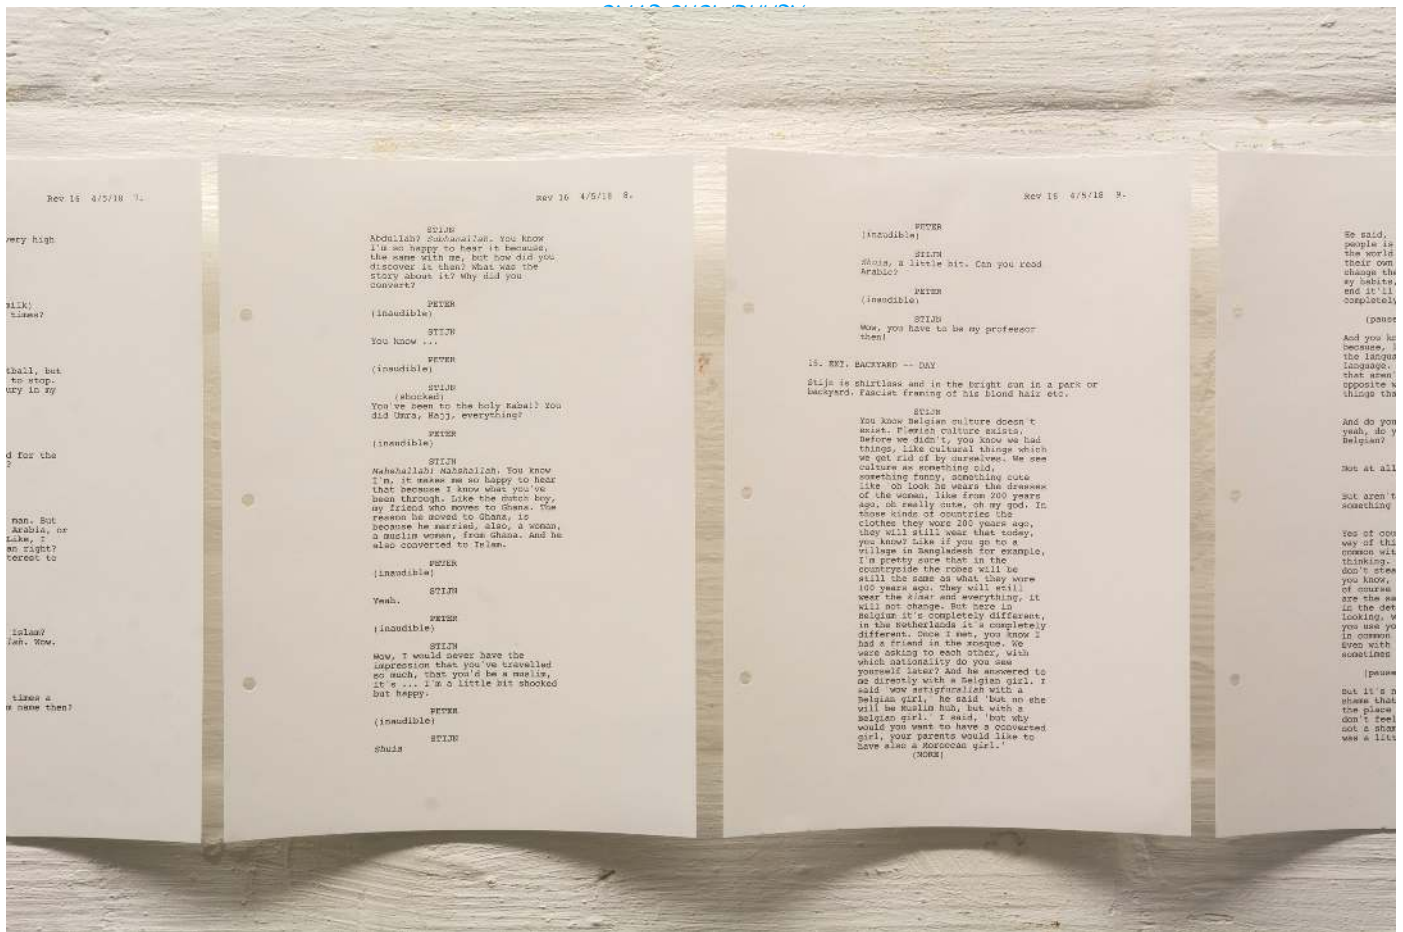 Rev 16 4/5/18 7.
very high
milk)
times?
tball, but
to stop.
ury in my
d for the
?
man. But
Arabia, or
Like, I
an right?
terest to
islam?
lah. Wow.
times a
m name then?
Rev 16 4/5/18 8.
STIJN
Abdullah? Subhanallah. You know
I'm so happy to hear it because,
the same with me, but how did you
discover it then? What was the
story about it? Why did you
convert?
PETER
(inaudible)
STIJN
You know ...
PETER
(inaudible)
STIJN
(shocked)
You've been to the holy Kabal? You
did Umra, Hajj, everything?
PETER
(inaudible)
STIJN
Mahshallah! Mahshallah. You know
I'm, it makes me so happy to hear
that because I know what you've
been through. Like the dutch boy,
my friend who moves to Ghana. The
reason he moved to Ghana, is
because he married, also, a woman,
a muslim woman, from Ghana. And he
also converted to Islam.
PETER
(inaudible)
STIJN
Yeah.
PETER
(inaudible)
STIJN
Wow, I would never have the
impression that you've travelled
so much, that you'd be a muslim,
it's ... I'm a little bit shocked
but happy.
PETER
(inaudible)
STIJN
Shuis
Rev 16 4/5/18 9.
PETER
(inaudible)
STIJN
Shuis, a little bit. Can you read
Arabic?
PETER
(inaudible)
STIJN
Wow, you have to be my professor
then!
EXT. BACKYARD -- DAY
Stijn is shirtless and in the bright sun in a park or
backyard. Fascist framing of his blond hair etc.
STIJN
You know Belgian culture doesn't
exist. Flemish culture exists.
Before we didn't, you know we had
things, like cultural things which
we get rid of by ourselves. We see
culture as something old,
something funny, something cute
like 'oh look he wears the dresses
of the woman, like from 200 years
ago, oh really cute, oh my god. In
those kinds of countries the
clothes they wore 200 years ago,
they will still wear that today,
you know? Like if you go to a
village in Bangladesh for example,
I'm pretty sure that in the
countryside the robes will be
still the same as what they wore
100 years ago. They will still
wear the kimar and everything, it
will not change. But here in
Belgium it's completely different,
in the Netherlands it's completely
different. Once I met, you know I
had a friend in the mosque. We
were asking to each other, with
which nationality do you see
yourself later? And he answered to
me directly with a Belgian girl. I
said 'wow astigfurallah with a
Belgian girl,' he said 'but no she
will be Muslim huh, but with a
Belgian girl.' I said, 'but why
would you want to have a converted
girl, your parents would like to
have also a Moroccan girl.'
(MORE)
He said,
people is
the world
their own
change the
my habits,
end it'll
completely
(pause
And you kn
because, l
the langua
language.
that aren'
opposite w
things tha
And do you
yeah, do y
Belgian?
Not at all
But aren't
something
Yes of cou
way of thi
common wit
thinking.
don't stea
you know,
of course
are the sa
in the det
looking, w
you use yo
in common
Even with
sometimes
(pause
But it's n
shame that
the place
don't feel
not a sham
was a litt